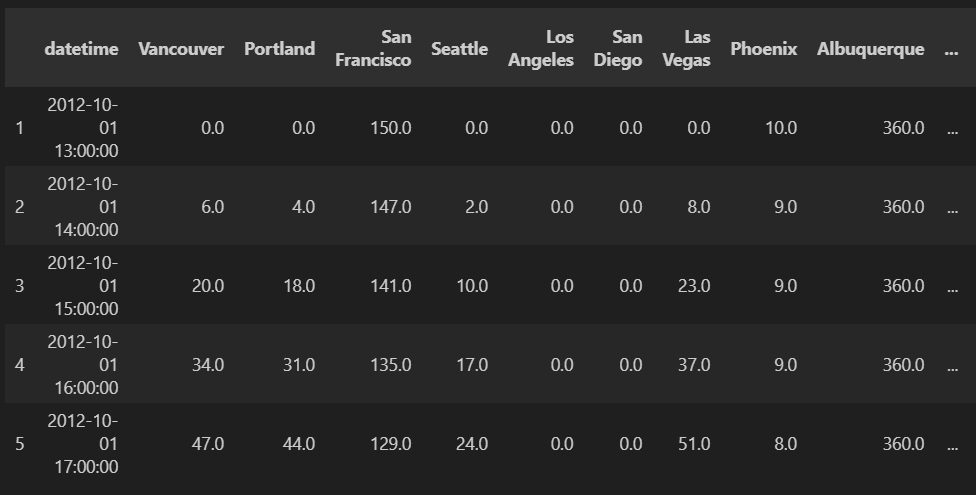 datetime Vancouver Portland San Francisco Seattle Los Angeles San Diego Las Vegas Phoenix Albuquerque ...
1 2012-10-01 13:00:00 0.0 0.0 150.0 0.0 0.0 0.0 0.0 10.0 360.0 ...
2 2012-10-01 14:00:00 6.0 4.0 147.0 2.0 0.0 0.0 8.0 9.0 360.0 ...
3 2012-10-01 15:00:00 20.0 18.0 141.0 10.0 0.0 0.0 23.0 9.0 360.0 ...
4 2012-10-01 16:00:00 34.0 31.0 135.0 17.0 0.0 0.0 37.0 9.0 360.0 ...
5 2012-10-01 17:00:00 47.0 44.0 129.0 24.0 0.0 0.0 51.0 8.0 360.0 ...